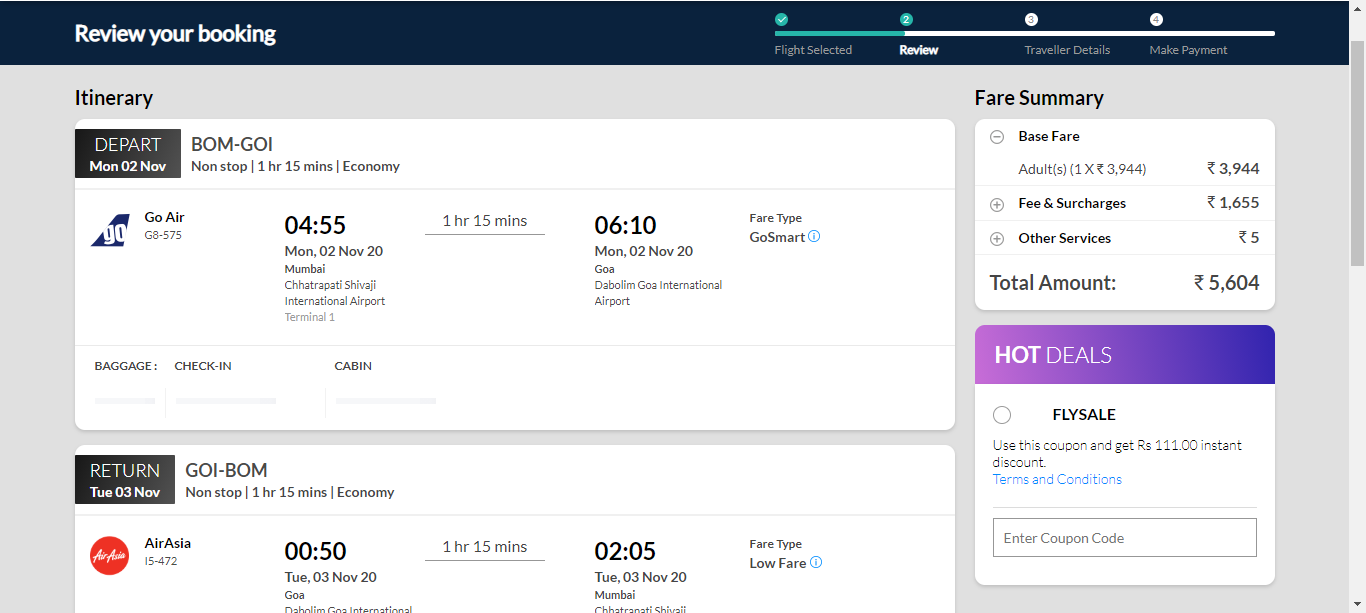 Review your booking
2
3
4
Flight Selected
Review
Traveller Details
Make Payment
Itinerary
DEPART
Mon 02 Nov
BOM-GOI
Non stop | 1 hr 15 mins | Economy
go
Go Air
G8-575
04:55
Mon, 02 Nov 20
Mumbai
Chhatrapati Shivaji
International Airport
Terminal 1
1 hr 15 mins
06:10
Mon, 02 Nov 20
Goa
Dabolim Goa International
Airport
Fare Type
GoSmart
BAGGAGE : CHECK-IN CABIN
RETURN
Tue 03 Nov
GOI-BOM
Non stop | 1 hr 15 mins | Economy
AirAsia
AirAsia
I5-472
00:50
Tue, 03 Nov 20
Goa
Dabolim Goa International
1 hr 15 mins
02:05
Tue, 03 Nov 20
Mumbai
Chhatrapati Shivaji
Fare Type
Low Fare
Fare Summary
Base Fare
Adult(s) (1 X ₹ 3,944) ₹ 3,944
Fee & Surcharges ₹ 1,655
Other Services ₹ 5
Total Amount: ₹ 5,604
HOT DEALS
FLYSALE
Use this coupon and get Rs 111.00 instant
discount.
Terms and Conditions
Enter Coupon Code